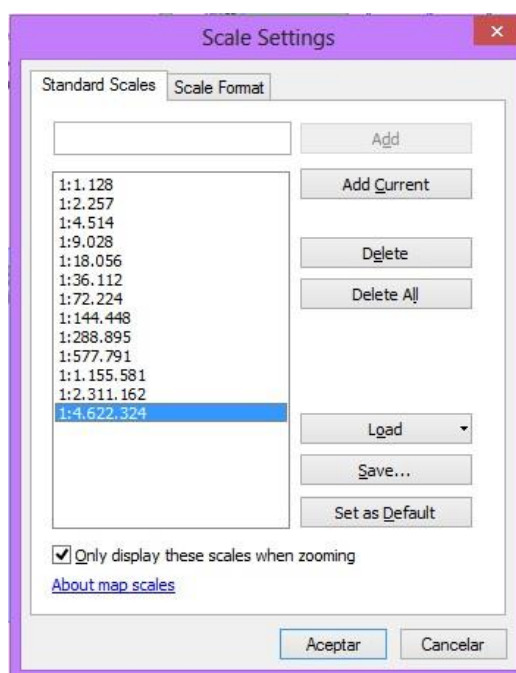 Scale Settings
Standard Scales
Scale Format
Add
1:1.128
1:2.257
1:4.514
1:9.028
1:18.056
1:36.112
1:72.224
1:144.448
1:288.895
1:577.791
1:1.155.581
1:2.311.162
1:4.622.324
Add Current
Delete
Delete All
Load
Save...
Set as Default
Only display these scales when zooming
About map scales
Aceptar
Cancelar